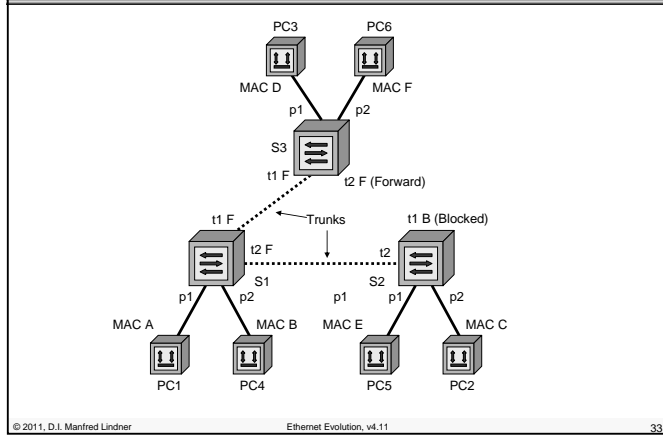 PC3 PC6
MAC D MAC F
p1 p2
S3
t1 F t2 F (Forward)
t1 F Trunks t1 B (Blocked)
t2 F t2
S1 S2
p1 p2 p1 p1 p2
MAC A MAC B MAC E MAC C
PC1 PC4 PC5 PC2
© 2011, D.I. Manfred Lindner Ethernet Evolution, v4.11 33